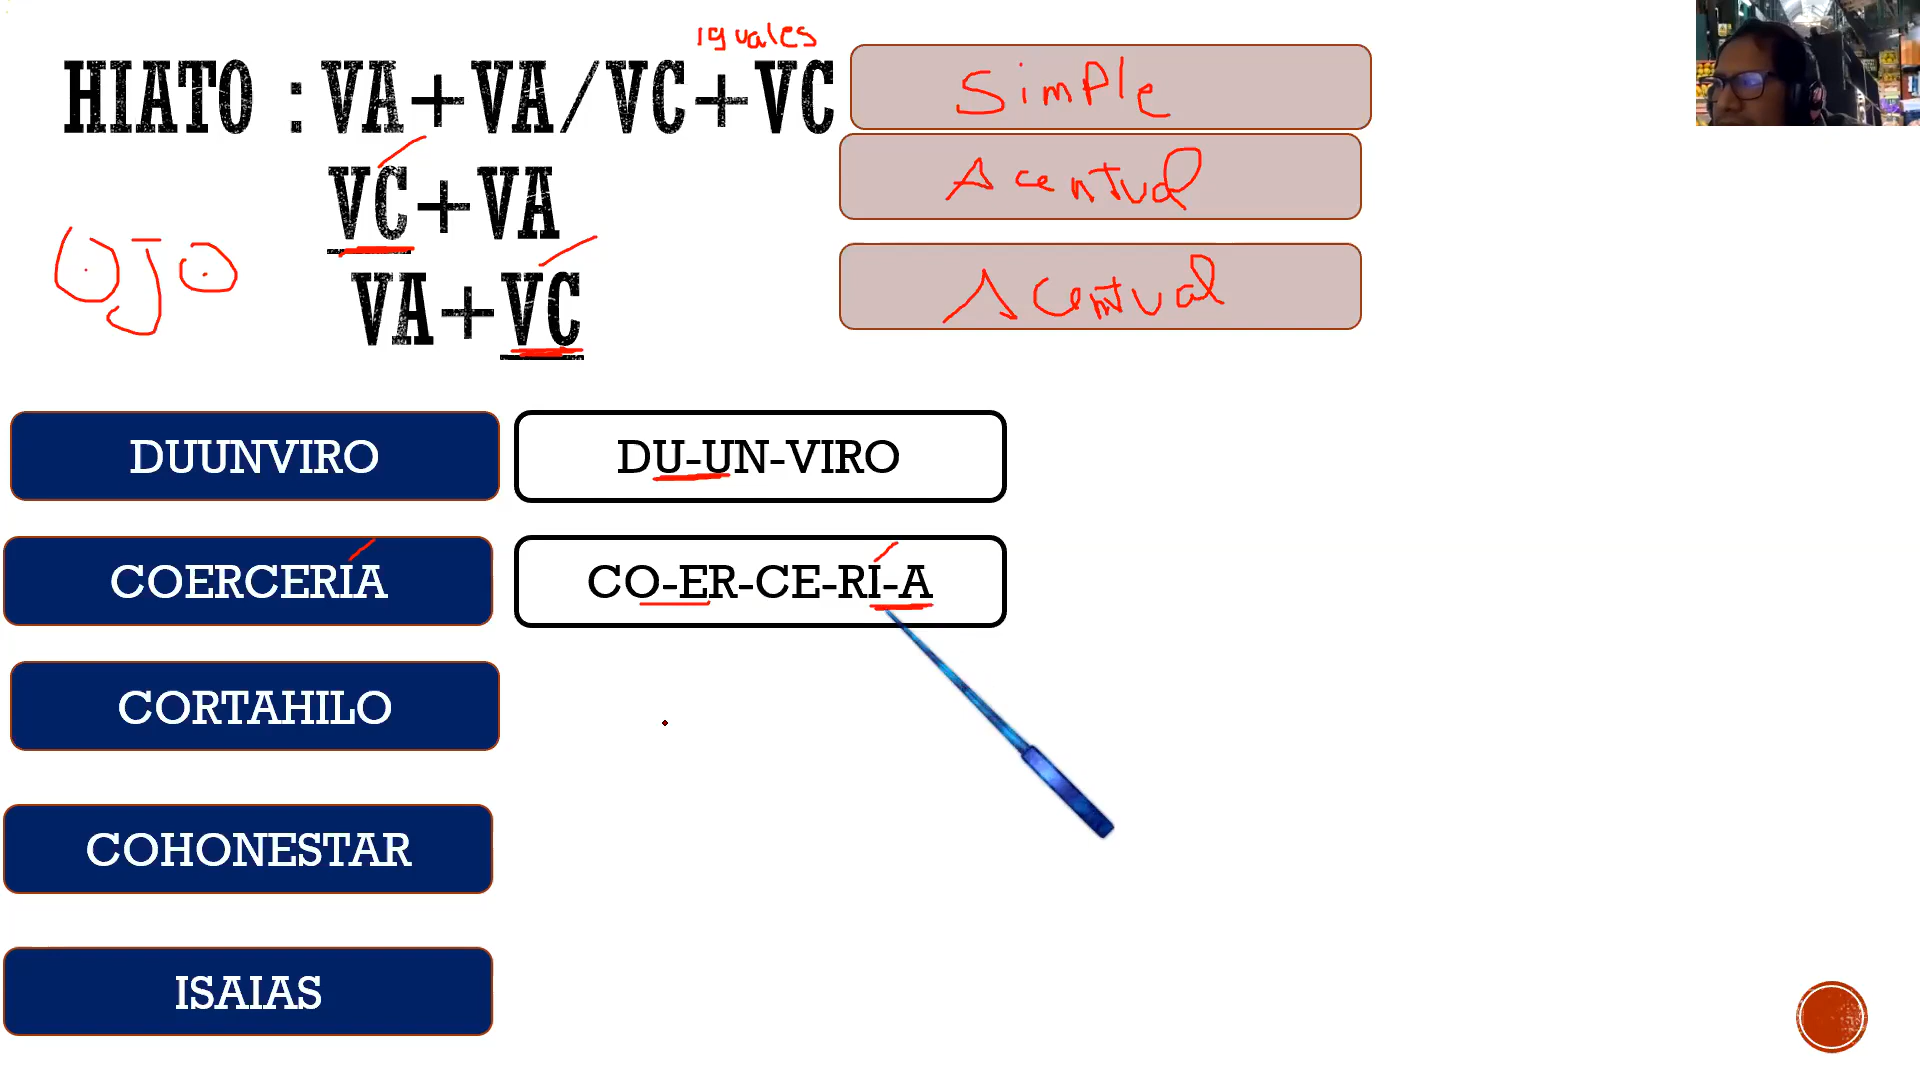 iguales
HIATO : VA+VA/VC+VC Simple
VC+VA Acentual
OJO
VA+VC Acentual
DUUNVIRO DU-UN-VIRO
COERCERÍA CO-ER-CE-RÍ-A
CORTAHILO
COHONESTAR
ISAIAS